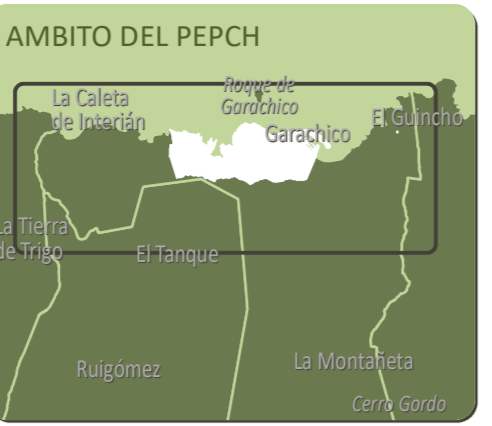 AMBITO DEL PEPCH
Roque de
Garachico
La Caleta
de Interián
Garachico
El Guincho
La Tierra
de Trigo
El Tanque
Ruigómez
La Montañeta
Cerro Gordo